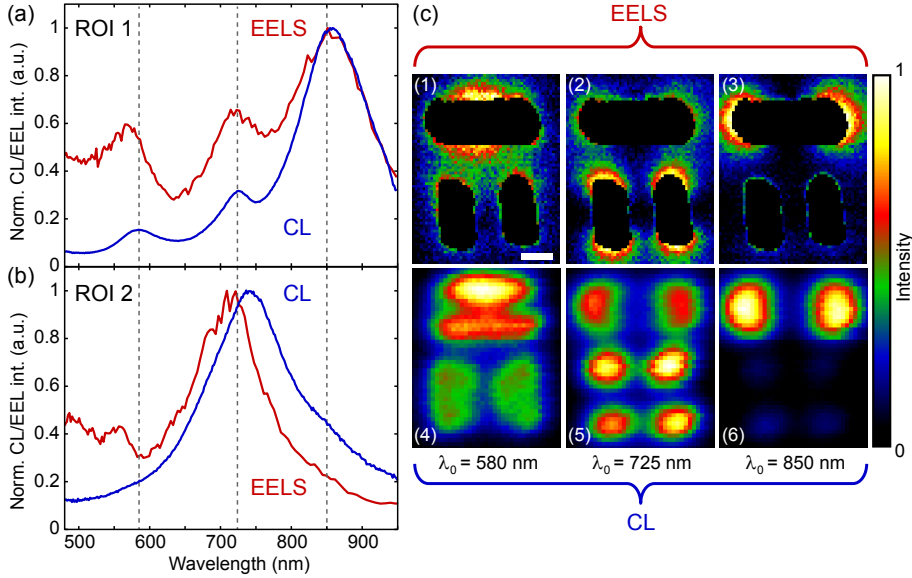 (a)
ROI 1
EELS
CL
Norm. CL/EEL int. (a.u.)
1
0.8
0.6
0.4
0.2
0
(b)
ROI 2
CL
EELS
Norm. CL/EEL int. (a.u.)
1
0.8
0.6
0.4
0.2
0
500 600 700 800 900
Wavelength (nm)
(c)
EELS
(1) (2) (3)
(4) (5) (6)
λ0 = 580 nm λ0 = 725 nm λ0 = 850 nm
CL
1
Intensity
0